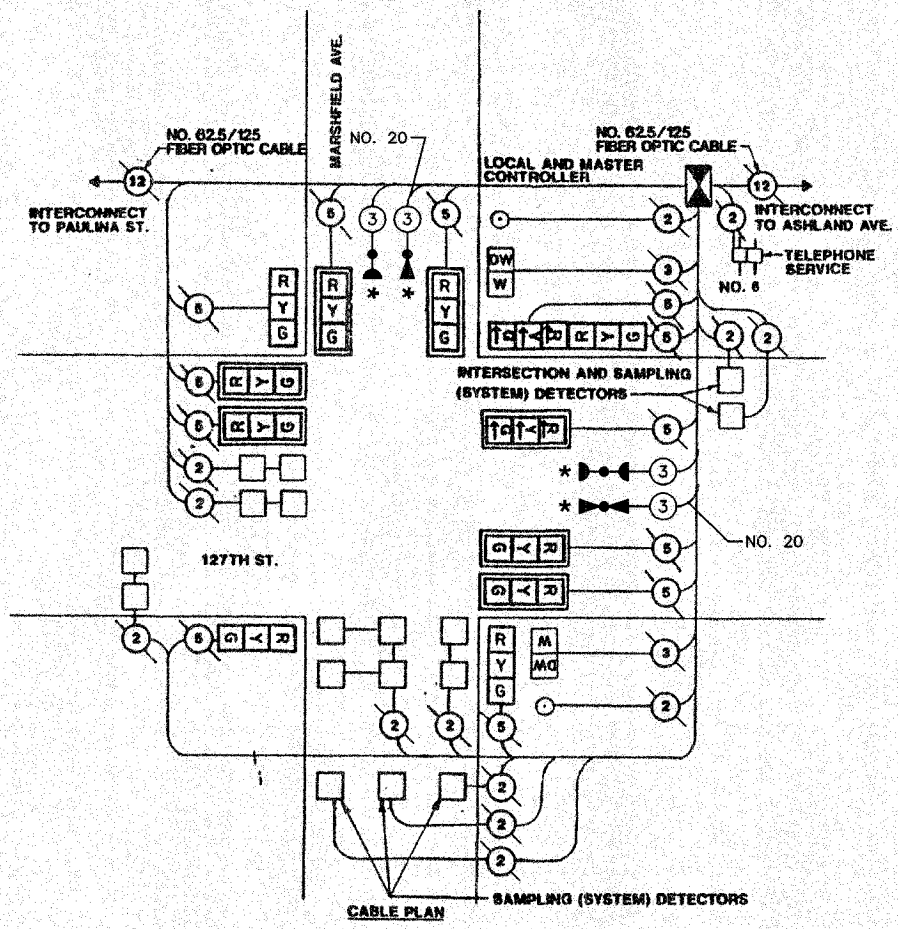 MARSHFIELD AVE.
NO. 62.5/125
FIBER OPTIC CABLE
NO. 20
NO. 62.5/125
FIBER OPTIC CABLE
LOCAL AND MASTER
CONTROLLER
12
12
INTERCONNECT
TO PAULINA ST.
5
3
3
5
2
2
INTERCONNECT
TO ASHLAND AVE.
TELEPHONE
SERVICE
NO. 6
DW
W
3
R
Y
G
R
Y
G
R
Y
G
*
*
5
5
G Y R R Y G
5
2
2
INTERSECTION AND SAMPLING
(SYSTEM) DETECTORS
5
R Y G
5
R Y G
G Y R
5
2
*
3
2
*
3
NO. 20
127TH ST.
G Y R
5
G Y R
5
2
5
G Y R
R
Y
G
W
DW
3
2
2
2
5
2
2
2
SAMPLING (SYSTEM) DETECTORS
CABLE PLAN